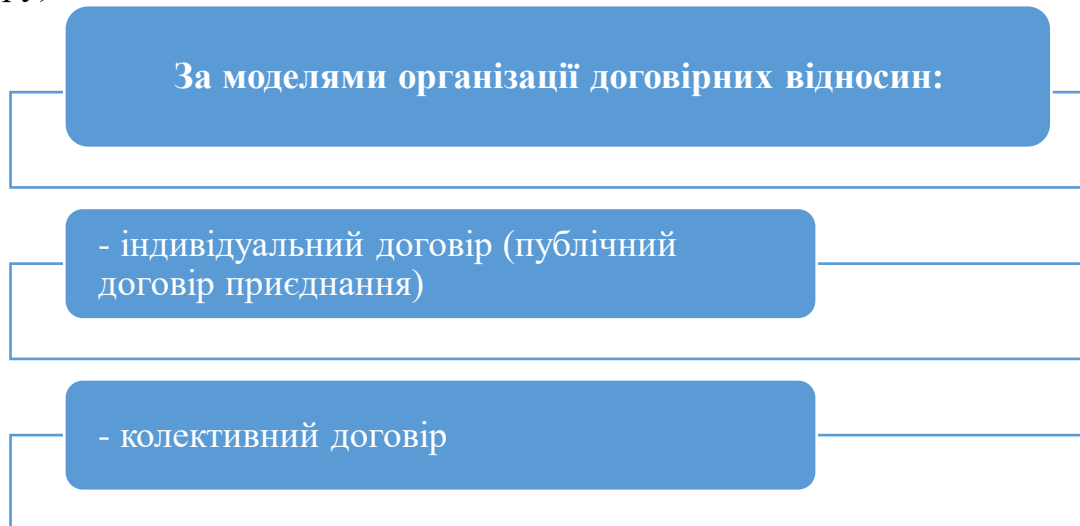 За моделями організації договірних відносин:
- індивідуальний договір (публічний
договір приєднання)
- колективний договір